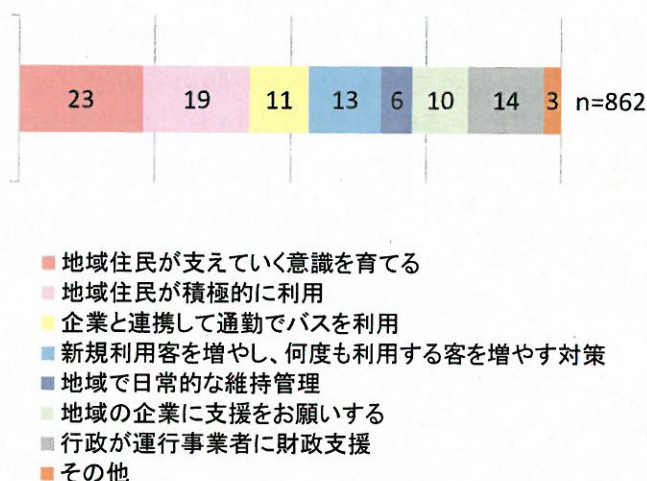 23 19 11 13 6 10 14 3 n=862
地域住民が支えていく意識を育てる
地域住民が積極的に利用
企業と連携して通勤でバスを利用
新規利用客を増やし、何度も利用する客を増やす対策
地域で日常的な維持管理
地域の企業に支援をお願いする
行政が運行事業者に財政支援
その他